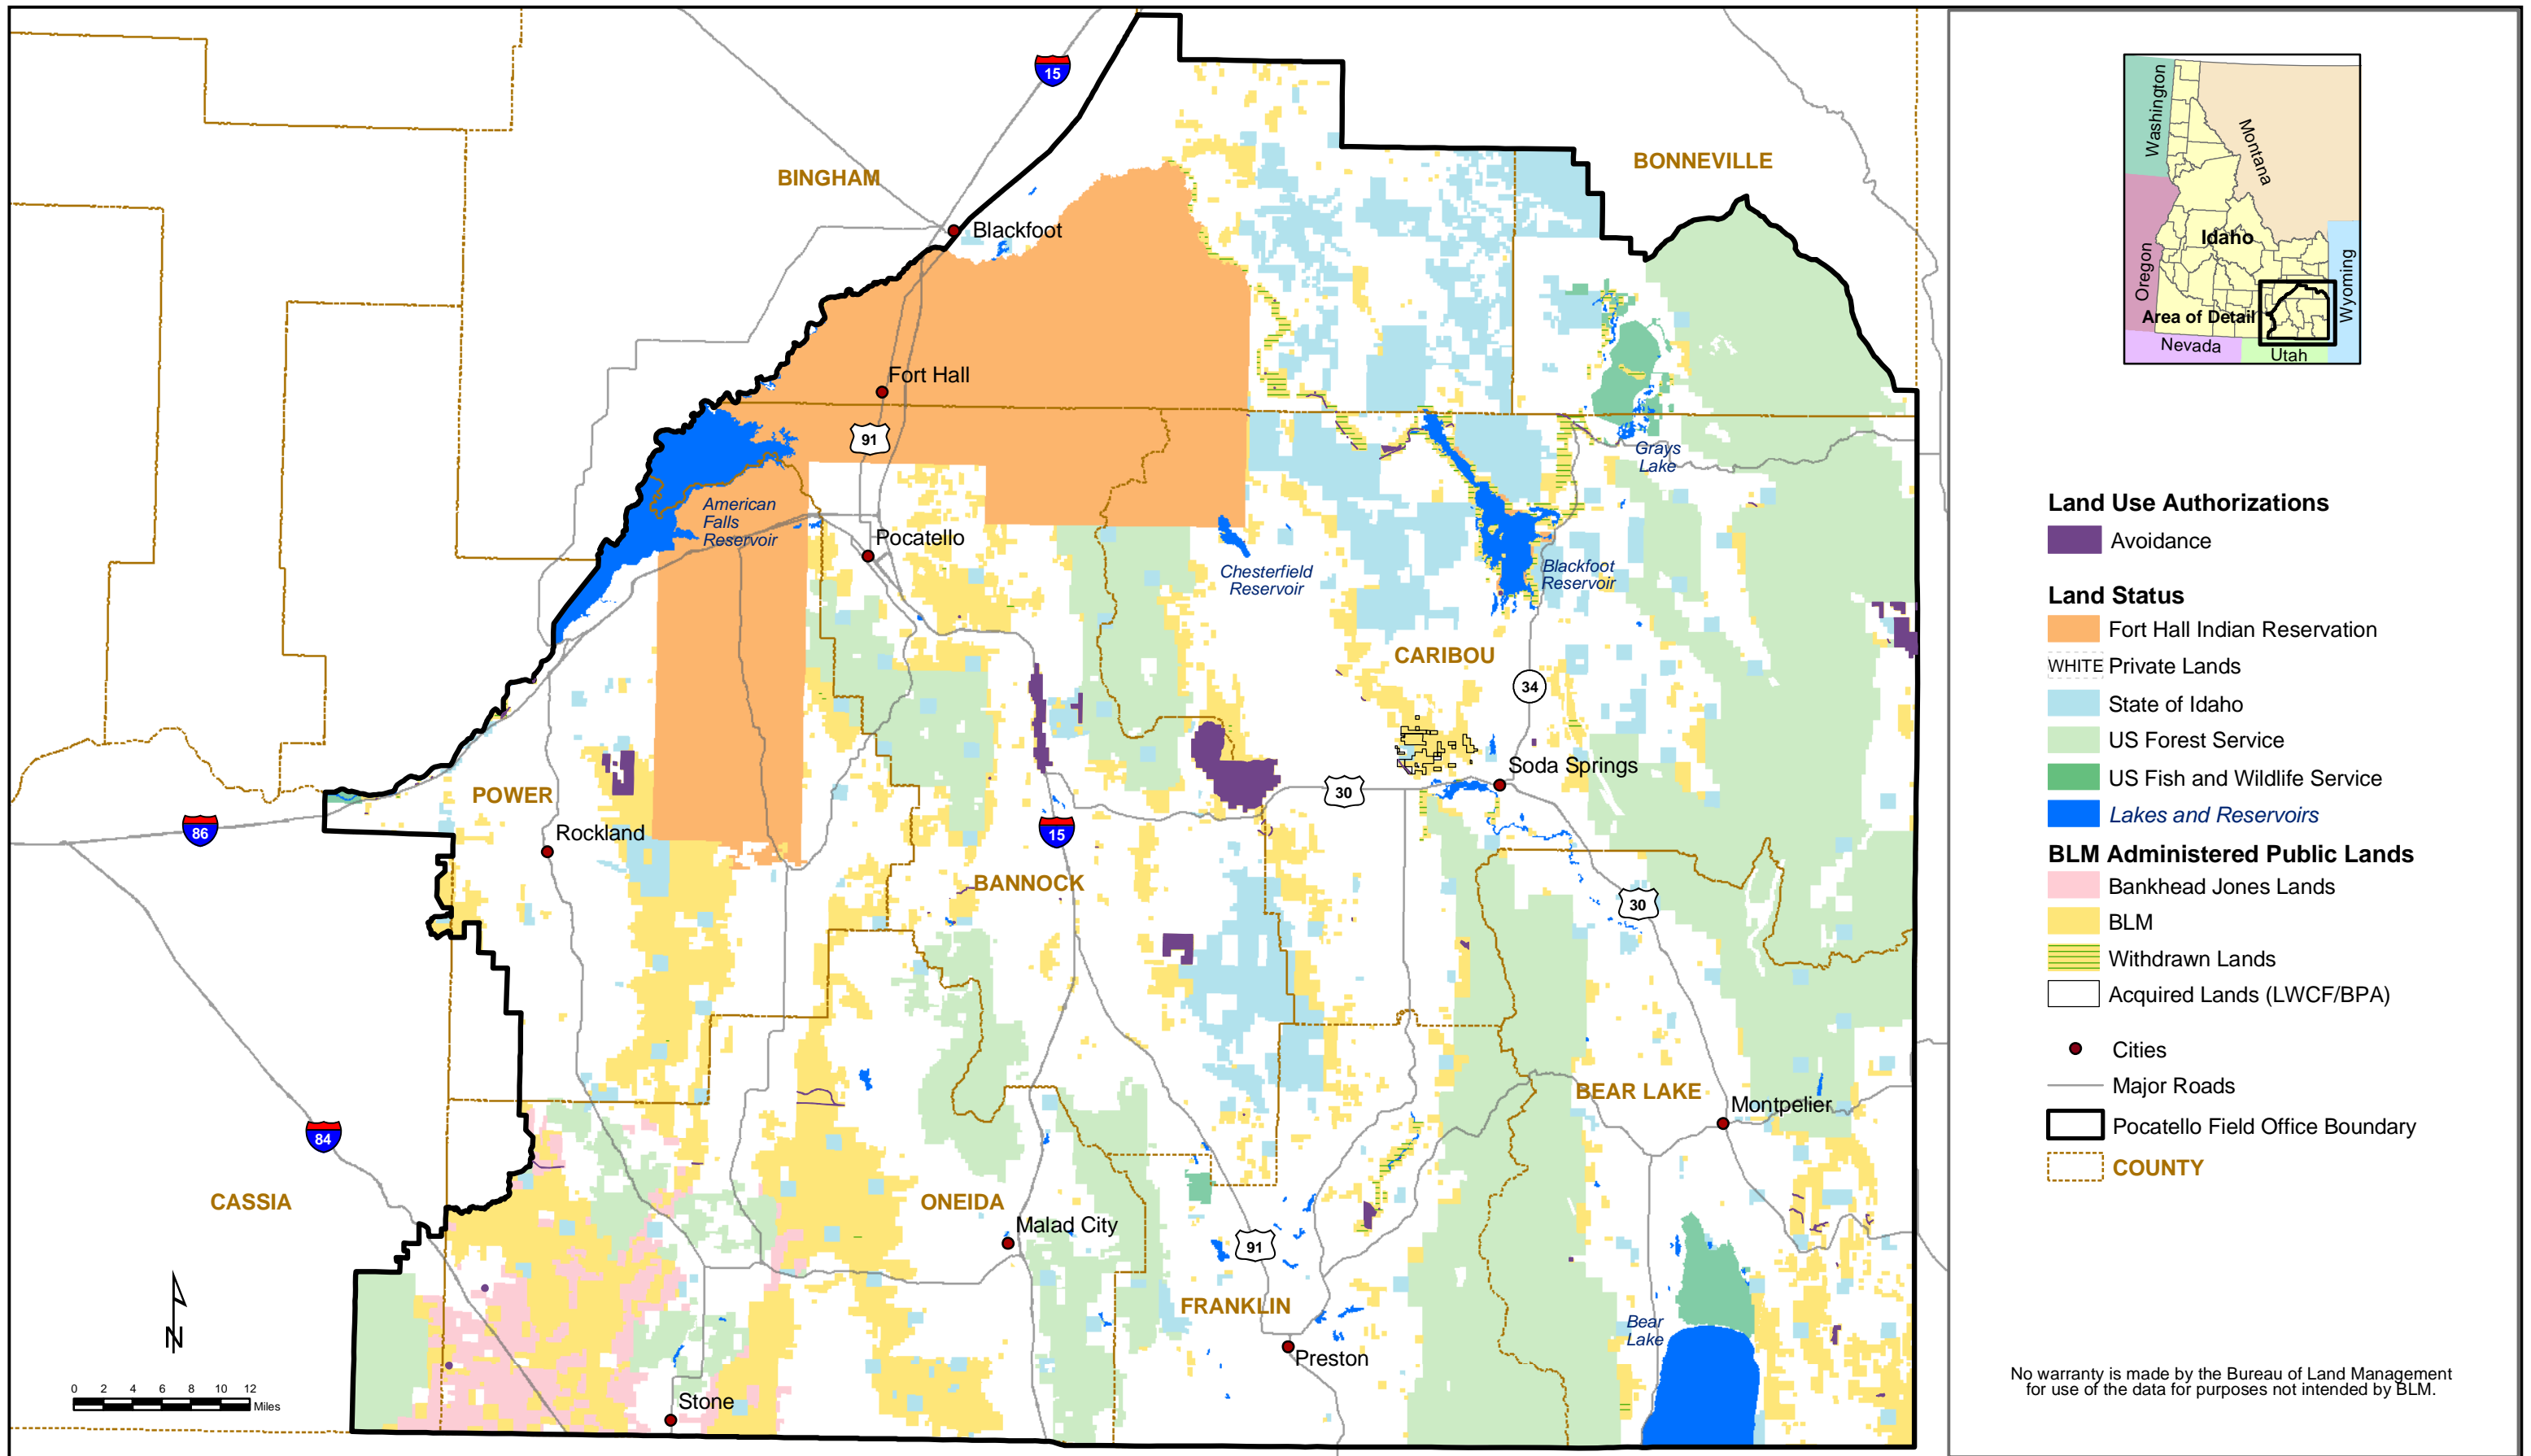 15
BINGHAM
BONNEVILLE
Blackfoot
Fort Hall
91
American
Falls
Reservoir
Pocatello
Grays
Lake
Chesterfield
Reservoir
Blackfoot
Reservoir
CARIBOU
34
Soda Springs
30
POWER
Rockland
86
15
BANNOCK
30
BEAR LAKE
Montpelier
84
CASSIA
ONEIDA
Malad City
91
FRANKLIN
Bear
Lake
Preston
Stone
N
0 2 4 6 8 10 12
Miles
Washington
Montana
Oregon
Idaho
Wyoming
Area of Detail
Nevada
Utah
Land Use Authorizations
Avoidance
Land Status
Fort Hall Indian Reservation
WHITE Private Lands
State of Idaho
US Forest Service
US Fish and Wildlife Service
Lakes and Reservoirs
BLM Administered Public Lands
Bankhead Jones Lands
BLM
Withdrawn Lands
Acquired Lands (LWCF/BPA)
Cities
Major Roads
Pocatello Field Office Boundary
COUNTY
No warranty is made by the Bureau of Land Management
for use of the data for purposes not intended by BLM.